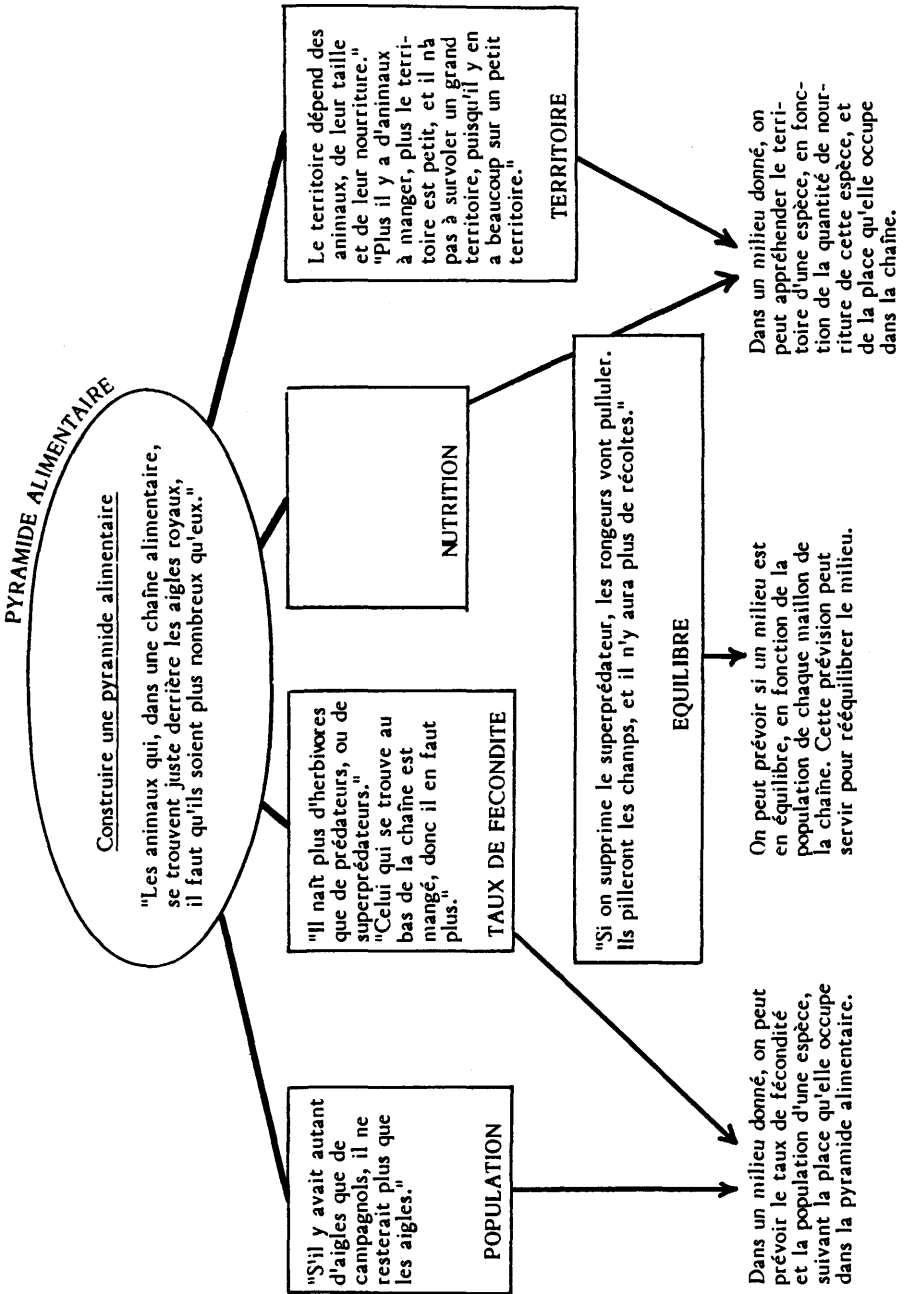 PYRAMIDE ALIMENTAIRE
Construire une pyramide alimentaire
"Les animaux qui, dans une chaîne alimentaire,
se trouvent juste derrière les aigles royaux,
il faut qu'ils soient plus nombreux qu'eux."
"S'il y avait autant
d'aigles que de
campagnols, il ne
resterait plus que
les aigles."
POPULATION
"Il naît plus d'herbivores
que de prédateurs, ou de
superprédateurs."
"Celui qui se trouve au
bas de la chaîne est
mangé, donc il en faut
plus."
TAUX DE FECONDITE
NUTRITION
Le territoire dépend des
animaux, de leur taille
et de leur nourriture."
"Plus il y a d'animaux
à manger, plus le terri-
toire est petit, et il n'a
pas à survoler un grand
territoire, puisqu'il y en
a beaucoup sur un petit
territoire."
TERRITOIRE
"Si on supprime le superprédateur, les rongeurs vont pulluler.
Ils pilleront les champs, et il n'y aura plus de récoltes."
EQUILIBRE
Dans un milieu donné, on peut
prévoir le taux de fécondité
et la population d'une espèce,
suivant la place qu'elle occupe
dans la pyramide alimentaire.
On peut prévoir si un milieu est
en équilibre, en fonction de la
population de chaque maillon de
la chaîne. Cette prévision peut
servir pour rééquilibrer le milieu.
Dans un milieu donné, on
peut appréhender le terri-
toire d'une espèce, en fonc-
tion de la quantité de nour-
riture de cette espèce, et
de la place qu'elle occupe
dans la chaîne.